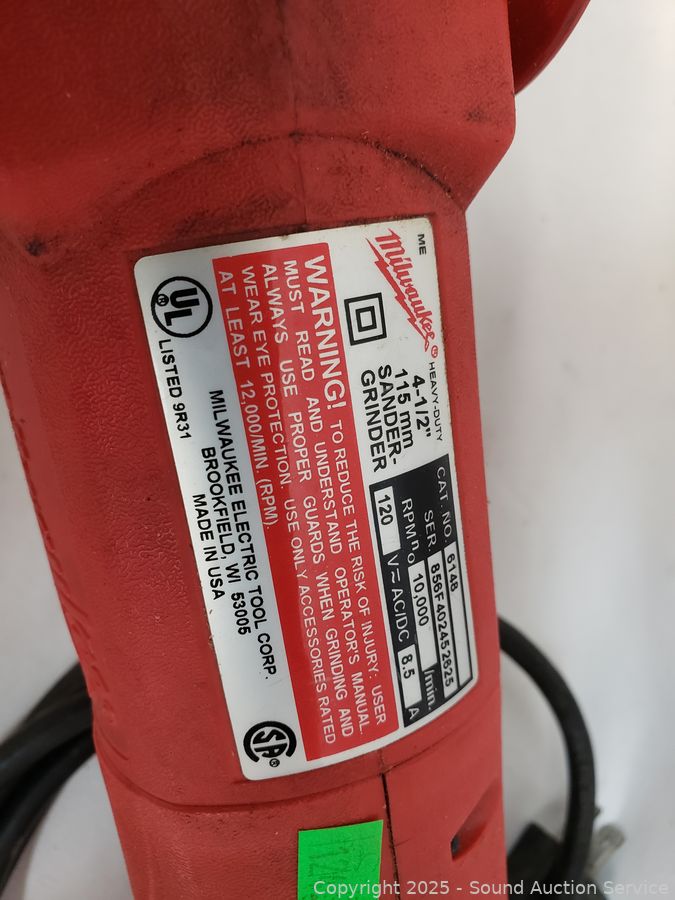 ME
Milwaukee®
HEAVY-DUTY
4-1/2"
115 mm
SANDER-
GRINDER
CAT. NO. 6148
SER. 856F402452825
RPM n₀ 10,000 /min.
120 V ≂ AC/DC 8.5 A
WARNING! TO REDUCE THE RISK OF INJURY: USER
MUST READ AND UNDERSTAND OPERATOR'S MANUAL.
ALWAYS USE PROPER GUARDS WHEN GRINDING AND
WEAR EYE PROTECTION. USE ONLY ACCESSORIES RATED
AT LEAST 12,000/MIN. (RPM).
UL®
LISTED 9R31
MILWAUKEE ELECTRIC TOOL CORP.
BROOKFIELD, WI 53005
MADE IN USA
SA®
Copyright 2025 - Sound Auction Service